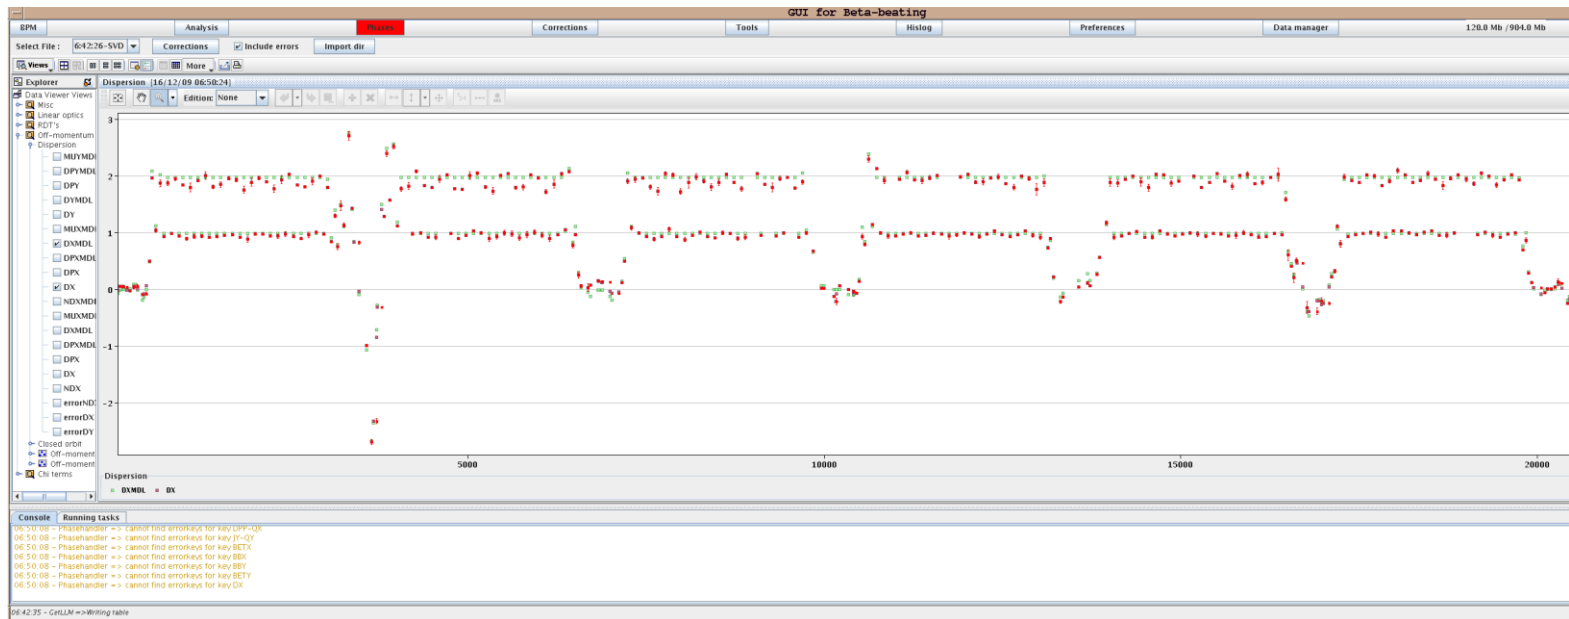 GUI for Beta-beating
BPM Analysis Phases Corrections Tools Hislog Preferences Data manager 120.0 Mb /904.0 Mb
Select File : 6:42:26-SVD Corrections Include errors Import dir
Views More
Explorer
Dispersion [16/12/09 06:50:24]
Data Viewer Views
Edition: None
Misc
Linear optics
RDT's
Off-momentum
Dispersion
MUYMDL
DPYMDL
DPY
DYMDL
DY
MUXMDL
DXMDL
DPXMDL
DPX
DX
NDXMDL
MUXMDL
DXMDL
DPXMDL
DPX
DX
NDX
errorND
errorDX
errorDY
Closed orbit
Off-moment
Off-moment
Chi terms
3
2
1
0
-1
-2
5000 10000 15000 20000
Dispersion
DXMDL DX
Console Running tasks
06:50:08 - Phasehandler => cannot find errorkeys for key DPP-QX
06:50:08 - Phasehandler => cannot find errorkeys for key JY-QY
06:50:08 - Phasehandler => cannot find errorkeys for key BETX
06:50:08 - Phasehandler => cannot find errorkeys for key BBX
06:50:08 - Phasehandler => cannot find errorkeys for key BBY
06:50:08 - Phasehandler => cannot find errorkeys for key BETY
06:50:08 - Phasehandler => cannot find errorkeys for key DX
06:42:35 - GetLLM =>Writing table